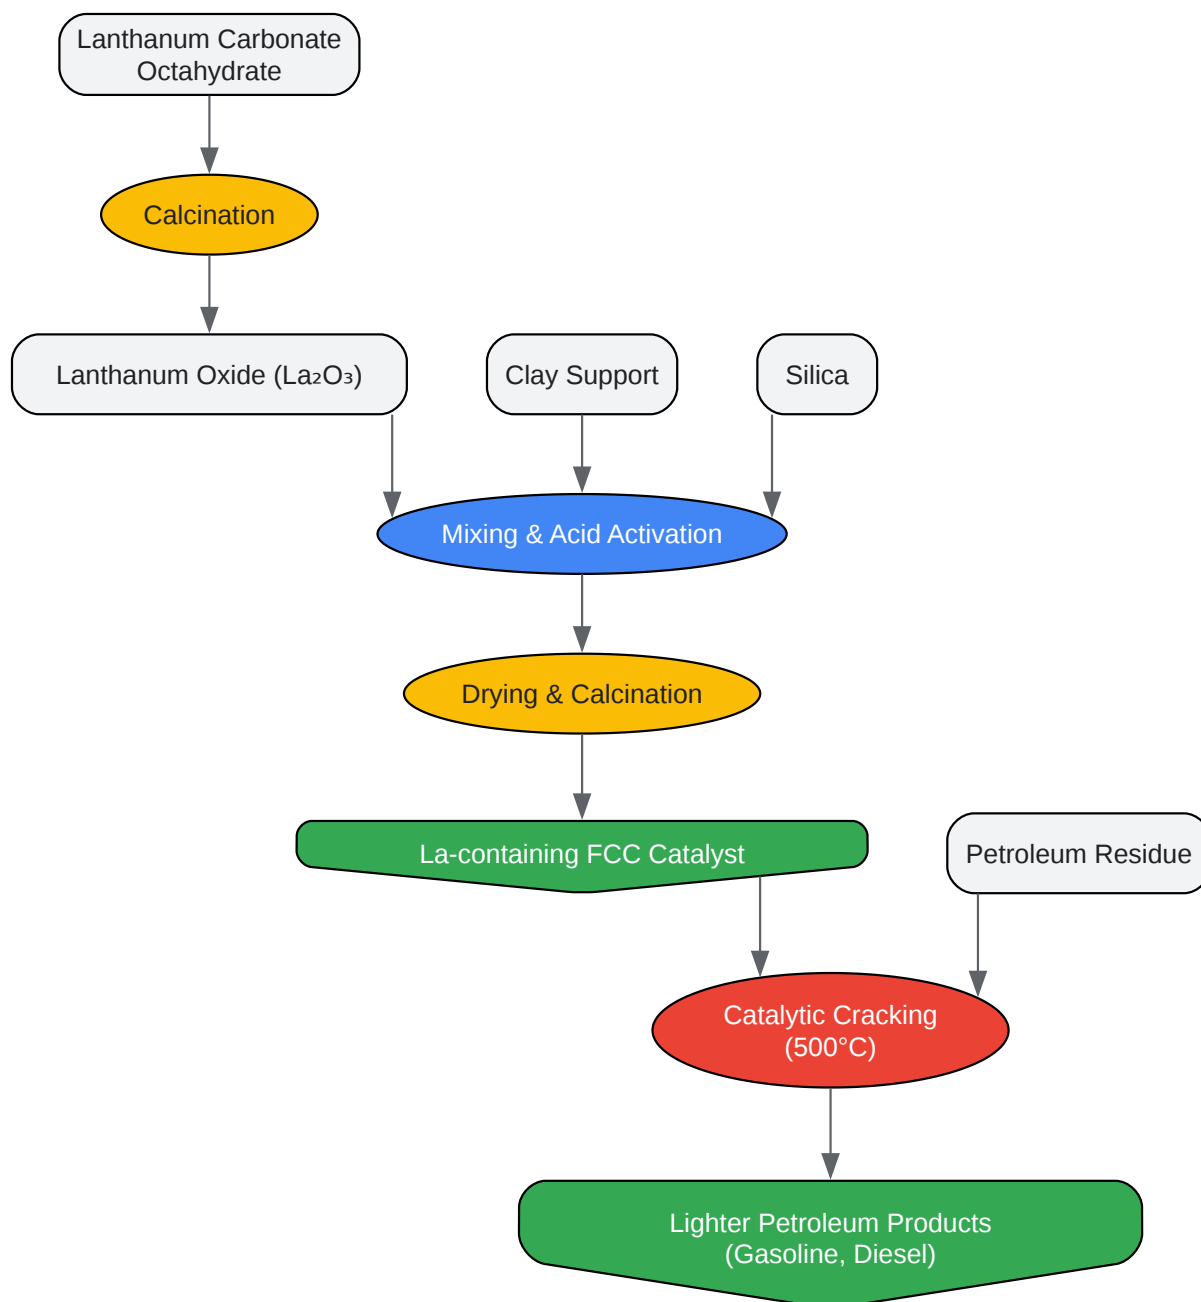 Lanthanum Carbonate
Octahydrate
Calcination
Lanthanum Oxide (La₂O₃)
Clay Support
Silica
Mixing & Acid Activation
Drying & Calcination
La-containing FCC Catalyst
Petroleum Residue
Catalytic Cracking
(500°C)
Lighter Petroleum Products
(Gasoline, Diesel)